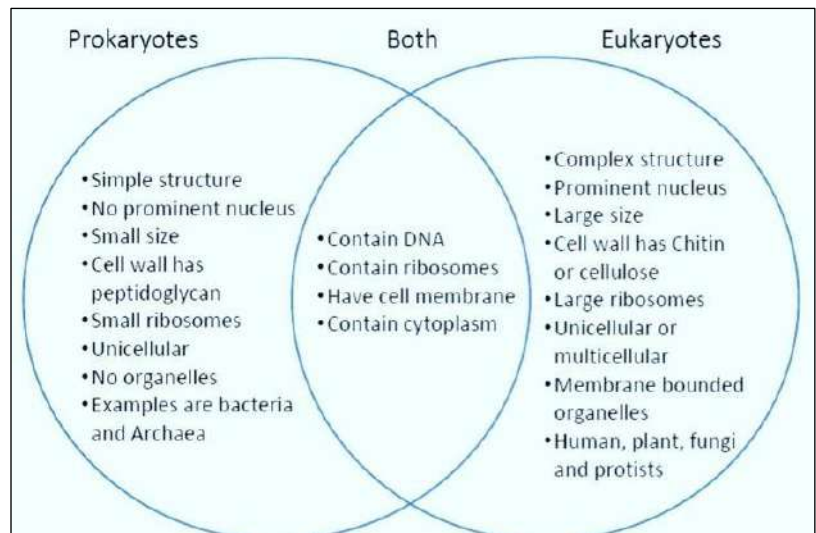 Prokaryotes
Both
Eukaryotes
•Simple structure
•No prominent nucleus
•Small size
•Cell wall has
peptidoglycan
•Small ribosomes
•Unicellular
•No organelles
•Examples are bacteria
and Archaea
•Contain DNA
•Contain ribosomes
•Have cell membrane
•Contain cytoplasm
•Complex structure
•Prominent nucleus
•Large size
•Cell wall has Chitin
or cellulose
•Large ribosomes
•Unicellular or
multicellular
•Membrane bounded
organelles
•Human, plant, fungi
and protists